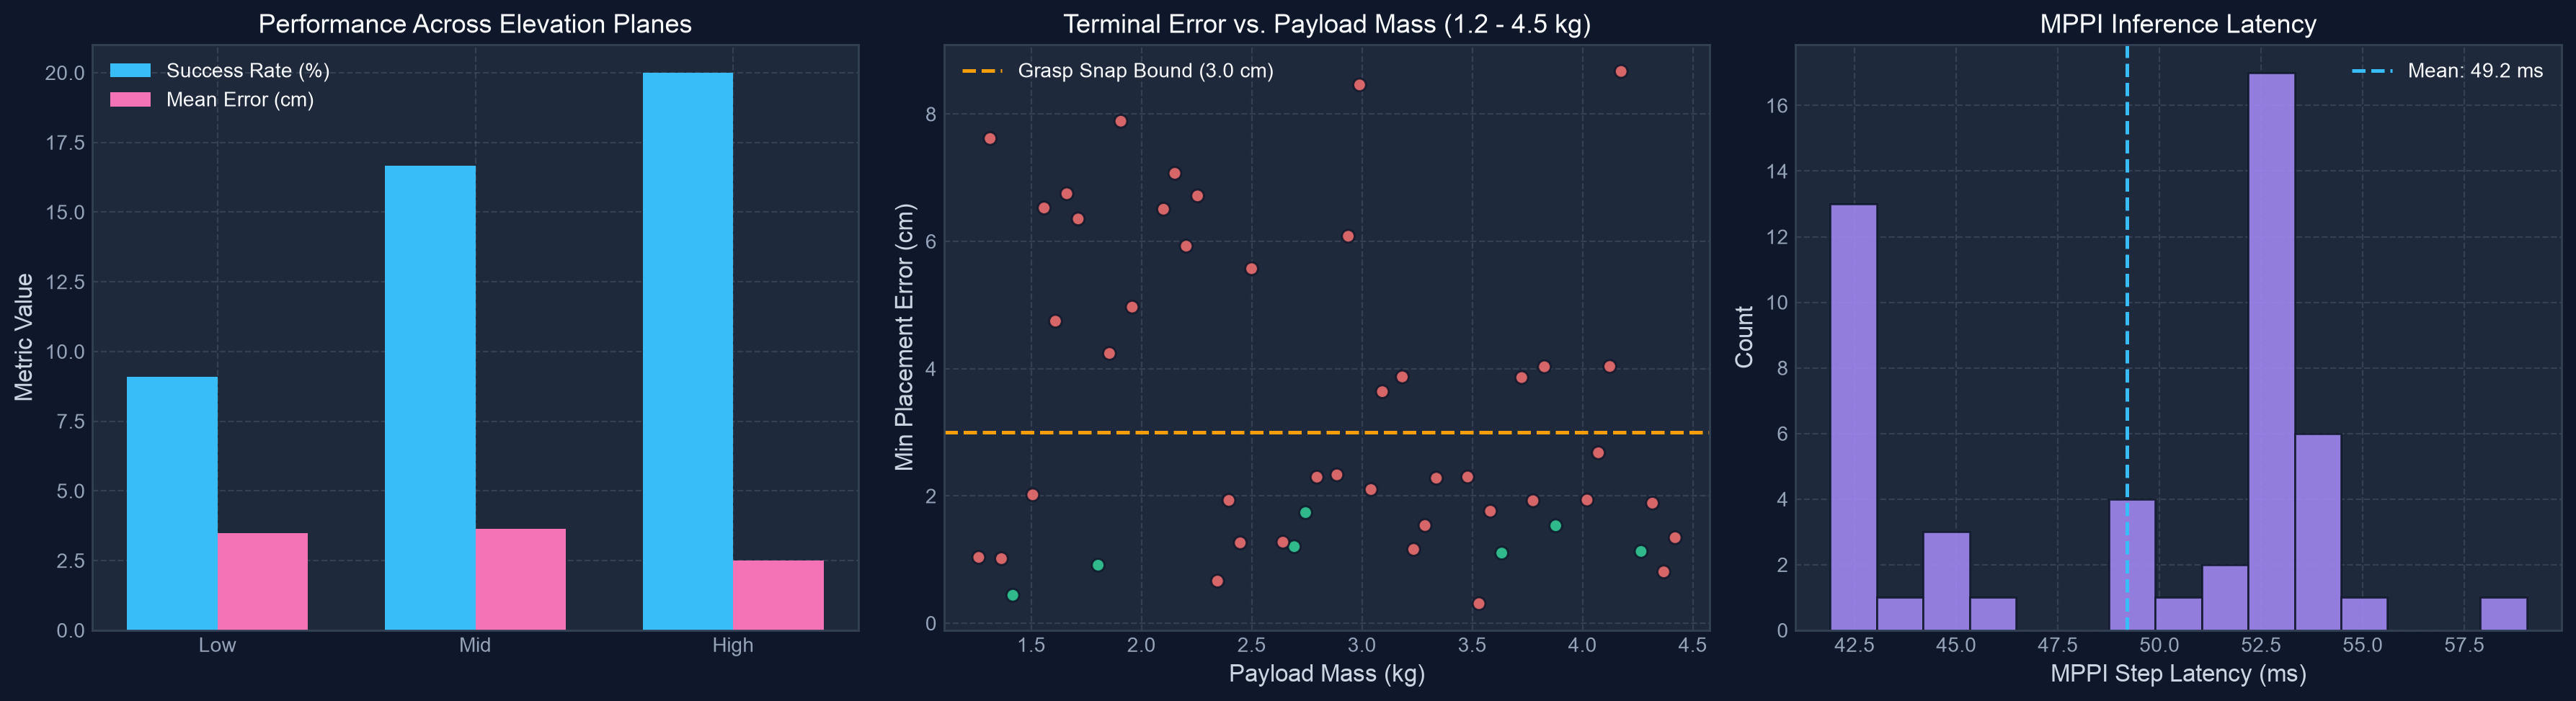 Performance Across Elevation Planes
Success Rate (%)
Mean Error (cm)
Metric Value
20.0
17.5
15.0
12.5
10.0
7.5
5.0
2.5
0.0
Low Mid High
Terminal Error vs. Payload Mass (1.2 - 4.5 kg)
Grasp Snap Bound (3.0 cm)
Min Placement Error (cm)
8
6
4
2
0
1.5 2.0 2.5 3.0 3.5 4.0 4.5
Payload Mass (kg)
MPPI Inference Latency
Mean: 49.2 ms
Count
16
14
12
10
8
6
4
2
0
42.5 45.0 47.5 50.0 52.5 55.0 57.5
MPPI Step Latency (ms)